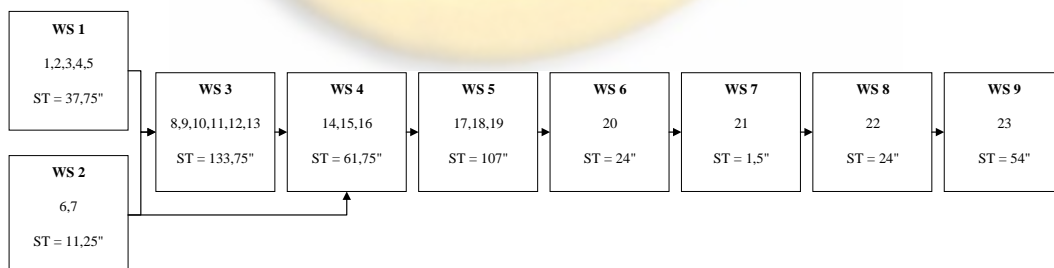 WS 1
1,2,3,4,5
ST = 37,75"
WS 2
6,7
ST = 11,25"
WS 3
8,9,10,11,12,13
ST = 133,75"
WS 4
14,15,16
ST = 61,75"
WS 5
17,18,19
ST = 107"
WS 6
20
ST = 24"
WS 7
21
ST = 1,5"
WS 8
22
ST = 24"
WS 9
23
ST = 54"